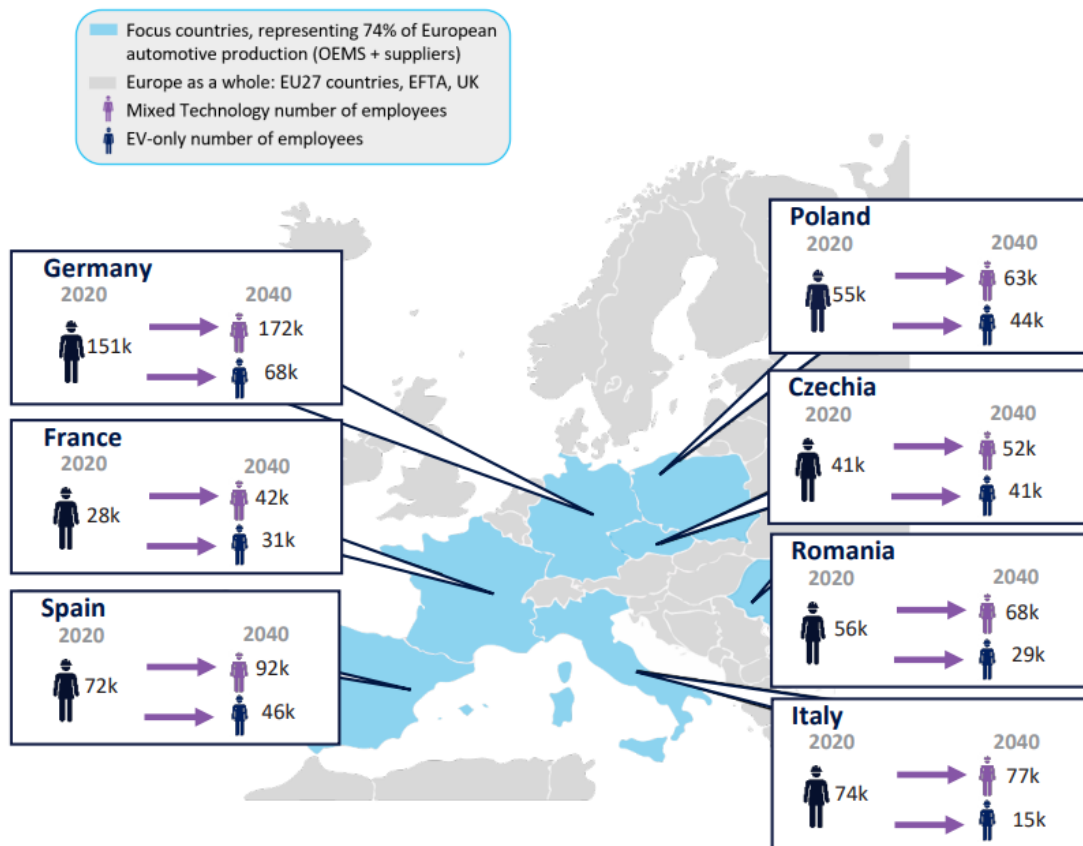 Focus countries, representing 74% of European
automotive production (OEMS + suppliers)
Europe as a whole: EU27 countries, EFTA, UK
Mixed Technology number of employees
EV-only number of employees
Germany
2020
2040
151k
172k
68k
France
2020
2040
28k
42k
31k
Spain
2020
2040
72k
92k
46k
Poland
2020
2040
55k
63k
44k
Czechia
2020
2040
41k
52k
41k
Romania
2020
2040
56k
68k
29k
Italy
2020
2040
74k
77k
15k